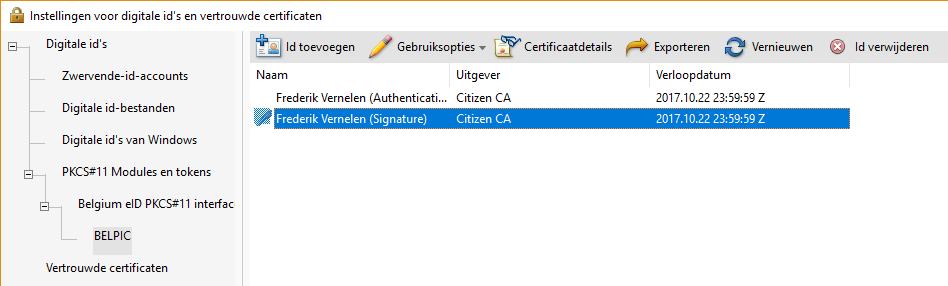 Instellingen voor digitale id's en vertrouwde certificaten
Digitale id's
Zwervende-id-accounts
Digitale id-bestanden
Digitale id's van Windows
PKCS#11 Modules en tokens
Belgium eID PKCS#11 interfac
BELPIC
Vertrouwde certificaten
Id toevoegen Gebruiksopties Certificaatdetails Exporteren Vernieuwen Id verwijderen
Naam Uitgever Verloopdatum
Frederik Vernelen (Authenticati... Citizen CA 2017.10.22 23:59:59 Z
Frederik Vernelen (Signature) Citizen CA 2017.10.22 23:59:59 Z